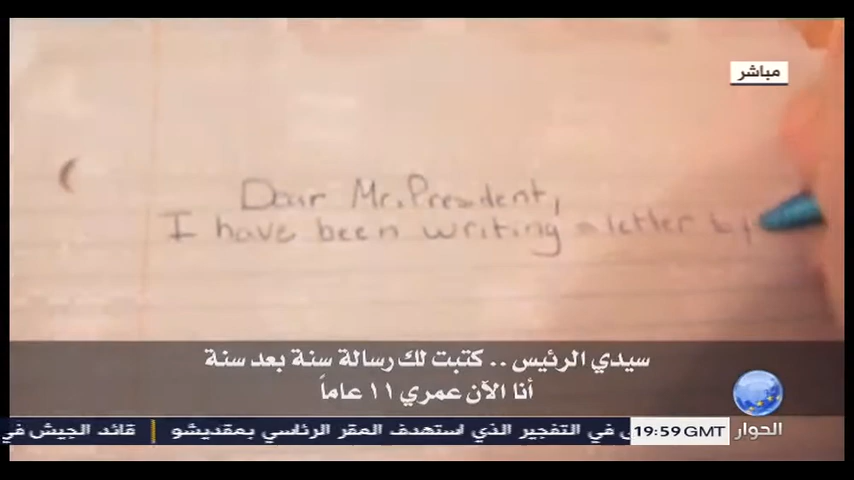 مباشر
Dear Mr. President,
I have been writing a letter
سيدي الرئيس .. كتبت لك رسالة سنة بعد سنة
أنا الآن عمري ١١ عاماً
في التفجير الذي استهدف المقر الرئاسي بمقديشو | قائد الجيش في
19:59 GMT
الحوار